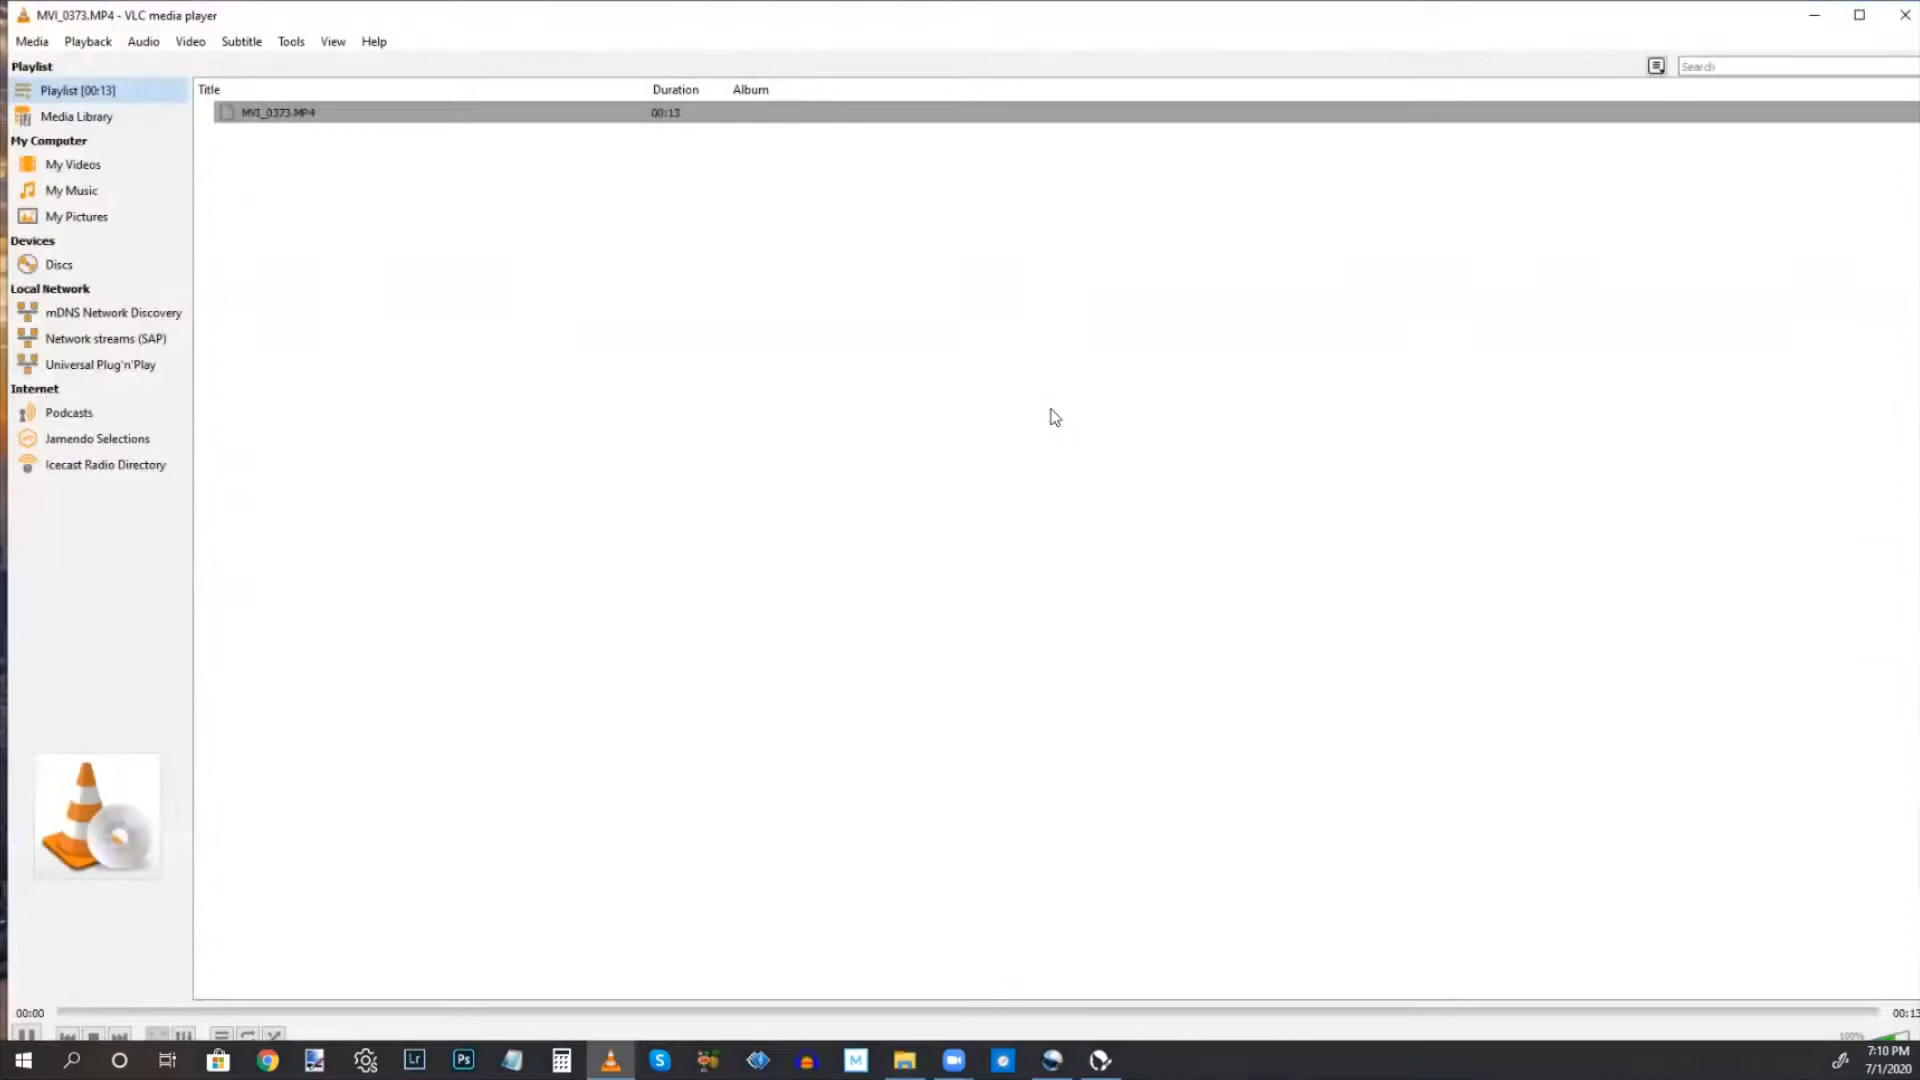 MVI_0373.MP4 - VLC media player
Media Playback Audio Video Subtitle Tools View Help
Playlist
Search
Playlist [00:13]
Media Library
My Computer
My Videos
My Music
My Pictures
Devices
Discs
Local Network
mDNS Network Discovery
Network streams (SAP)
Universal Plug'n'Play
Internet
Podcasts
Jamendo Selections
Icecast Radio Directory
Title Duration Album
MVI_0373.MP4 00:13
00:00
00:13
100%
Lr
Ps
S
M
7:10 PM
7/1/2020